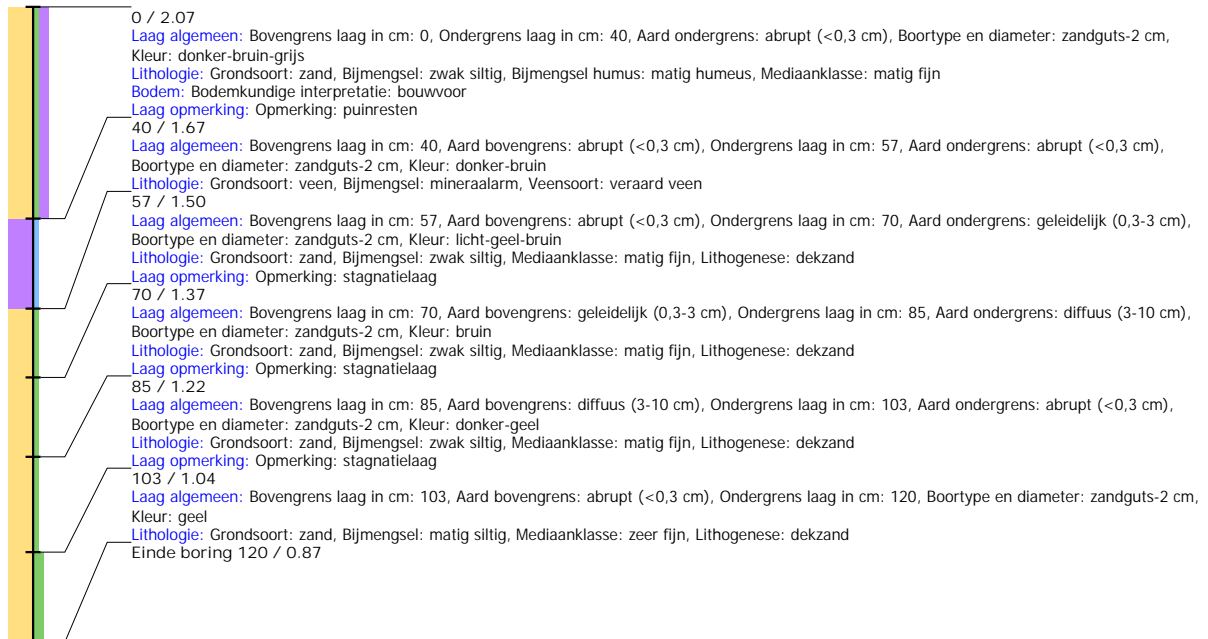 0 / 2.07
Laag algemeen: Bovengrens laag in cm: 0, Ondergrens laag in cm: 40, Aard ondergrens: abrupt (<0,3 cm), Boortype en diameter: zandguts-2 cm,
Kleur: donker-bruin-grijs
Lithologie: Grondsoort: zand, Bijmengsel: zwak siltig, Bijmengsel humus: matig humeus, Mediaanklasse: matig fijn
Bodem: Bodemkundige interpretatie: bouwvoor
Laag opmerking: Opmerking: puinresten
40 / 1.67
Laag algemeen: Bovengrens laag in cm: 40, Aard bovengrens: abrupt (<0,3 cm), Ondergrens laag in cm: 57, Aard ondergrens: abrupt (<0,3 cm),
Boortype en diameter: zandguts-2 cm, Kleur: donker-bruin
Lithologie: Grondsoort: veen, Bijmengsel: mineraalarm, Veensoort: veraard veen
57 / 1.50
Laag algemeen: Bovengrens laag in cm: 57, Aard bovengrens: abrupt (<0,3 cm), Ondergrens laag in cm: 70, Aard ondergrens: geleidelijk (0,3-3 cm),
Boortype en diameter: zandguts-2 cm, Kleur: licht-geel-bruin
Lithologie: Grondsoort: zand, Bijmengsel: zwak siltig, Mediaanklasse: matig fijn, Lithogenese: dekzand
Laag opmerking: Opmerking: stagnatielaag
70 / 1.37
Laag algemeen: Bovengrens laag in cm: 70, Aard bovengrens: geleidelijk (0,3-3 cm), Ondergrens laag in cm: 85, Aard ondergrens: diffuus (3-10 cm),
Boortype en diameter: zandguts-2 cm, Kleur: bruin
Lithologie: Grondsoort: zand, Bijmengsel: zwak siltig, Mediaanklasse: matig fijn, Lithogenese: dekzand
Laag opmerking: Opmerking: stagnatielaag
85 / 1.22
Laag algemeen: Bovengrens laag in cm: 85, Aard bovengrens: diffuus (3-10 cm), Ondergrens laag in cm: 103, Aard ondergrens: abrupt (<0,3 cm),
Boortype en diameter: zandguts-2 cm, Kleur: donker-geel
Lithologie: Grondsoort: zand, Bijmengsel: zwak siltig, Mediaanklasse: matig fijn, Lithogenese: dekzand
Laag opmerking: Opmerking: stagnatielaag
103 / 1.04
Laag algemeen: Bovengrens laag in cm: 103, Aard bovengrens: abrupt (<0,3 cm), Ondergrens laag in cm: 120, Boortype en diameter: zandguts-2 cm,
Kleur: geel
Lithologie: Grondsoort: zand, Bijmengsel: matig siltig, Mediaanklasse: zeer fijn, Lithogenese: dekzand
Einde boring 120 / 0.87